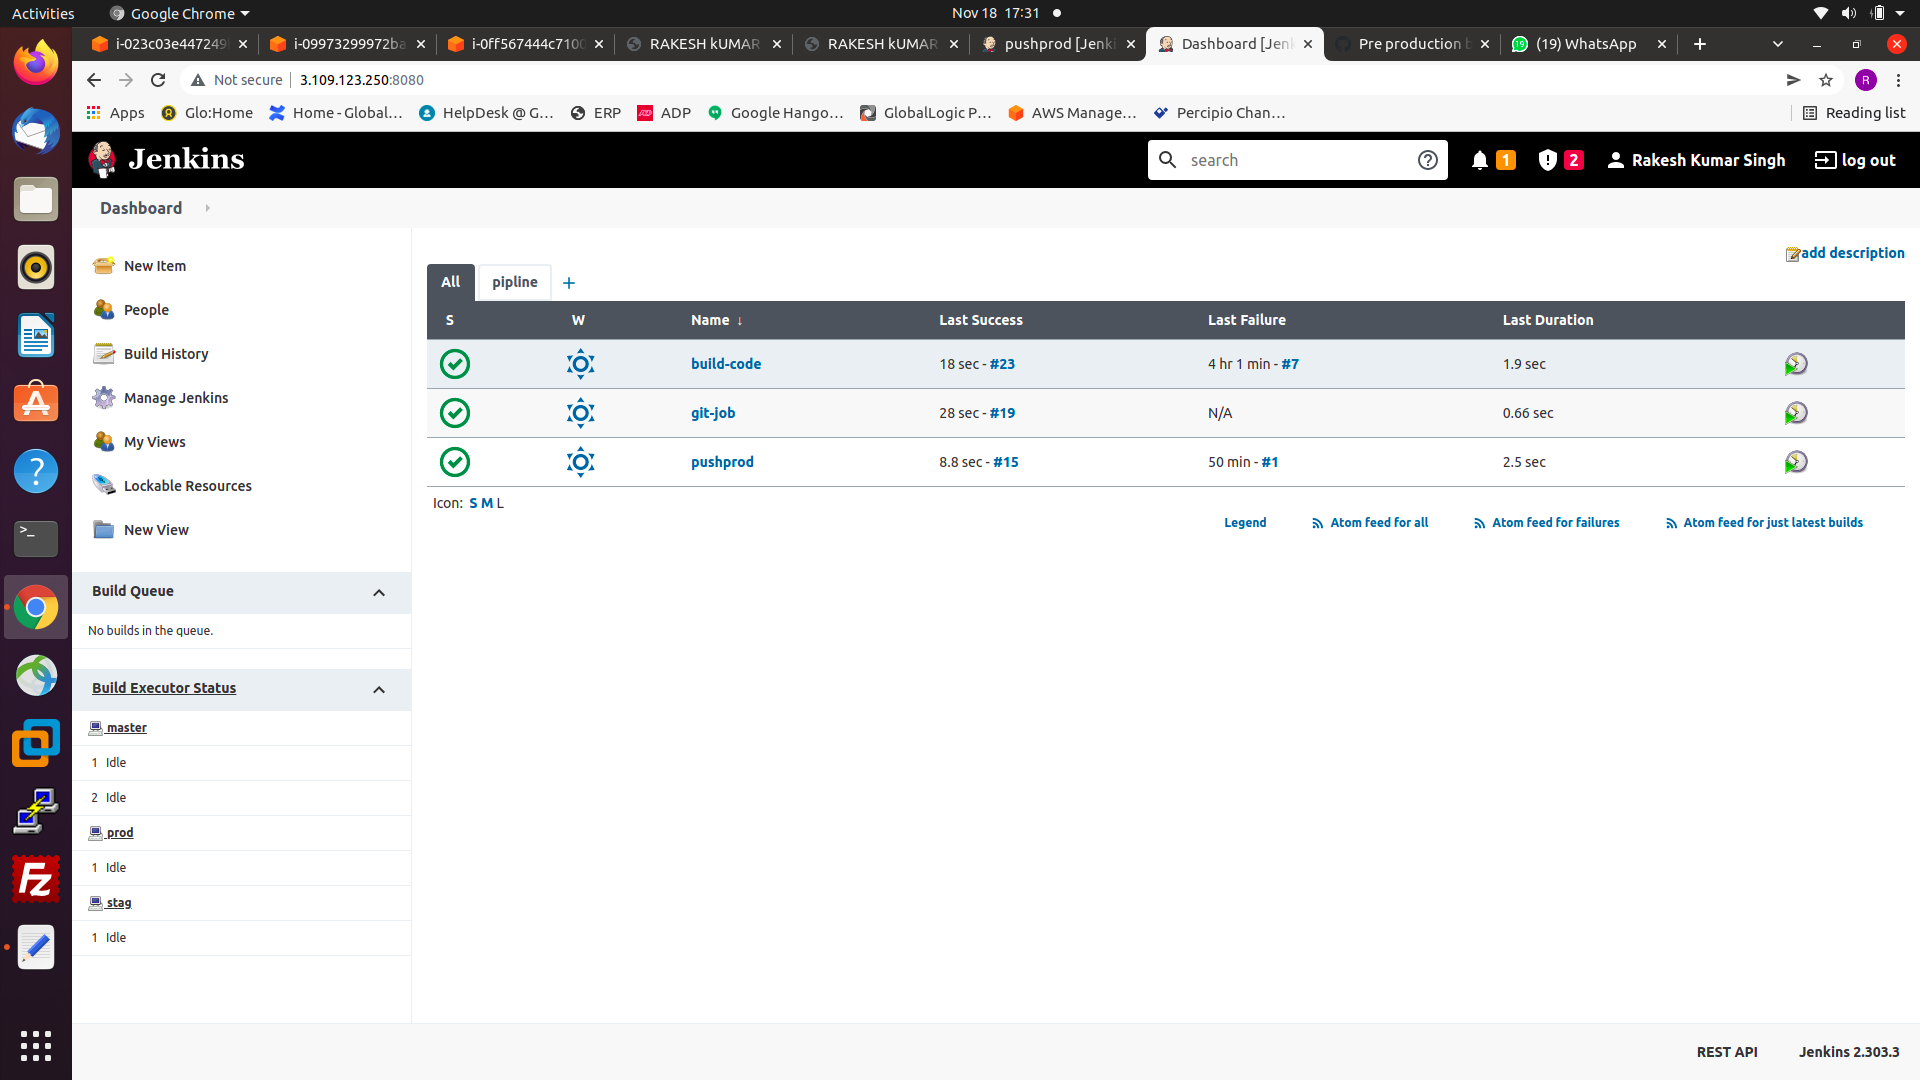 Activities
Google Chrome
Nov 18 17:31
i-023c03e447249
i-09973299972ba
i-0ff567444c7100
RAKESH kUMAR
RAKESH kUMAR
pushprod [Jenki
Dashboard [Jenk
Pre production b
(19) WhatsApp
Not secure
3.109.123.250:8080
R
Apps
Glo:Home
Home - Global...
HelpDesk @ G...
ERP
ADP
Google Hango...
GlobalLogic P...
AWS Manage...
Percipio Chan...
Reading list
Jenkins
search
1
2
Rakesh Kumar Singh
log out
Dashboard
New Item
People
Build History
Manage Jenkins
My Views
Lockable Resources
New View
Build Queue
No builds in the queue.
Build Executor Status
master
1 Idle
2 Idle
prod
1 Idle
stag
1 Idle
add description
All
pipline
+
S W Name ↓ Last Success Last Failure Last Duration
build-code 18 sec - #23 4 hr 1 min - #7 1.9 sec
git-job 28 sec - #19 N/A 0.66 sec
pushprod 8.8 sec - #15 50 min - #1 2.5 sec
Icon: S M L
Legend Atom feed for all Atom feed for failures Atom feed for just latest builds
REST API Jenkins 2.303.3